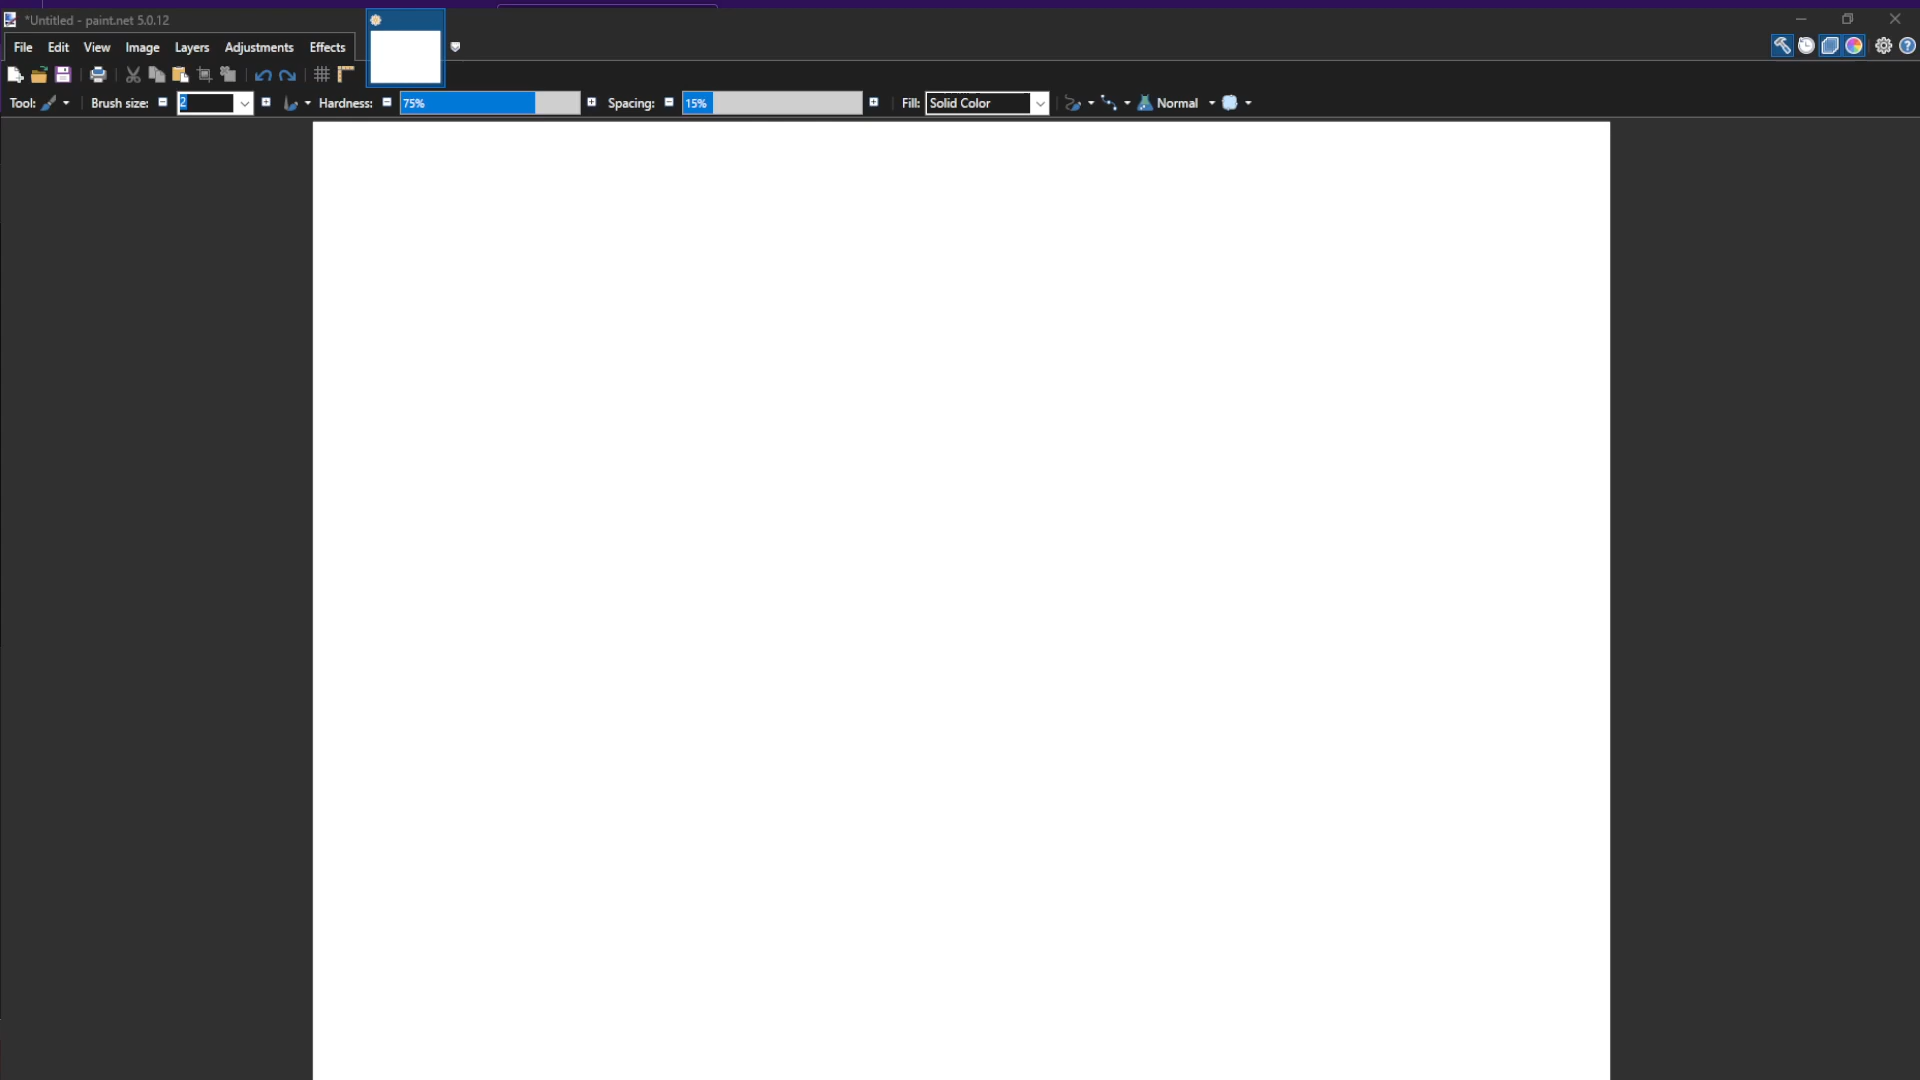 *Untitled - paint.net 5.0.12
File Edit View Image Layers Adjustments Effects
Tool: Brush size: 2 Hardness: 75% Spacing: 15% Fill: Solid Color Normal